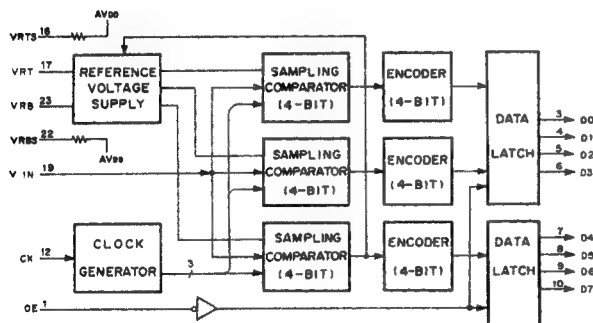 AVDD
VRTS 16
VRT 17
VRB 23
VRBS 22
V IN 19
CK 12
OE 1
REFERENCE
VOLTAGE
SUPPLY
CLOCK
GENERATOR
3
SAMPLING
COMPARATOR
(4-BIT)
SAMPLING
COMPARATOR
(4-BIT)
SAMPLING
COMPARATOR
(4-BIT)
ENCODER
(4-BIT)
ENCODER
(4-BIT)
ENCODER
(4-BIT)
DATA
LATCH
3 D0
4 D1
5 D2
6 D3
DATA
LATCH
7 D4
8 D5
9 D6
10 D7